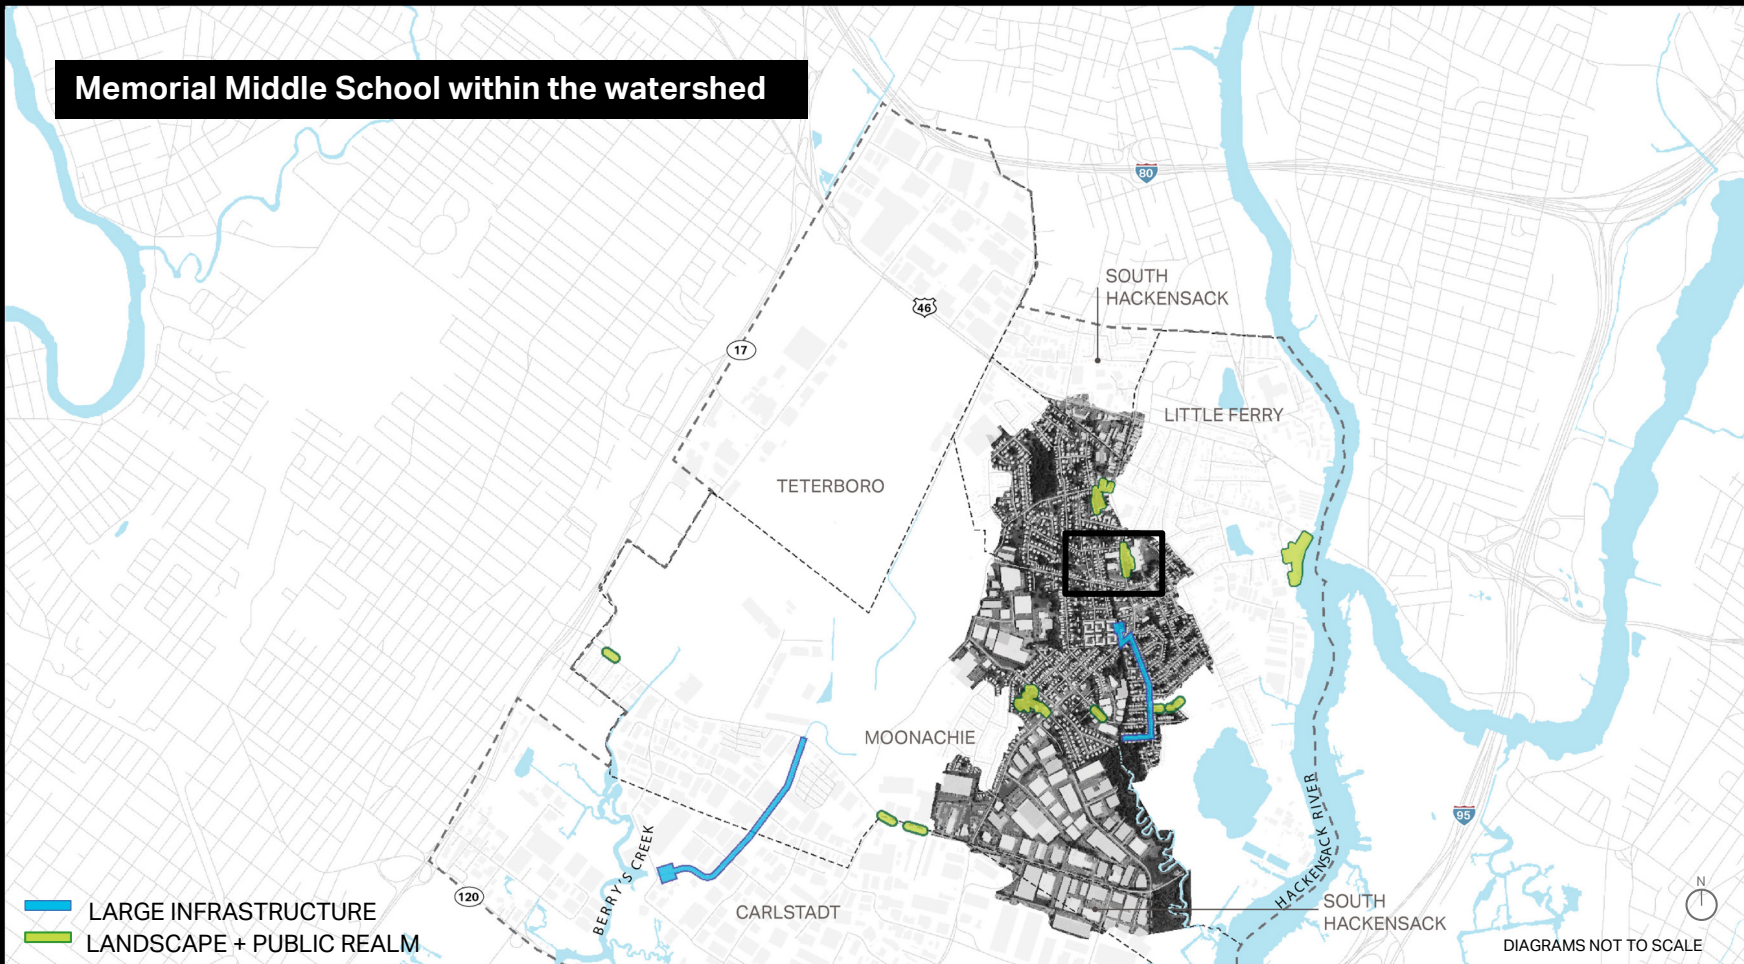 Memorial Middle School within the watershed
80
SOUTH
HACKENSACK
46
17
LITTLE FERRY
TETERBORO
MOONACHIE
HACKENSACK RIVER
95
BERRY'S CREEK
120
CARLSTADT
SOUTH
HACKENSACK
N
LARGE INFRASTRUCTURE
LANDSCAPE + PUBLIC REALM
DIAGRAMS NOT TO SCALE